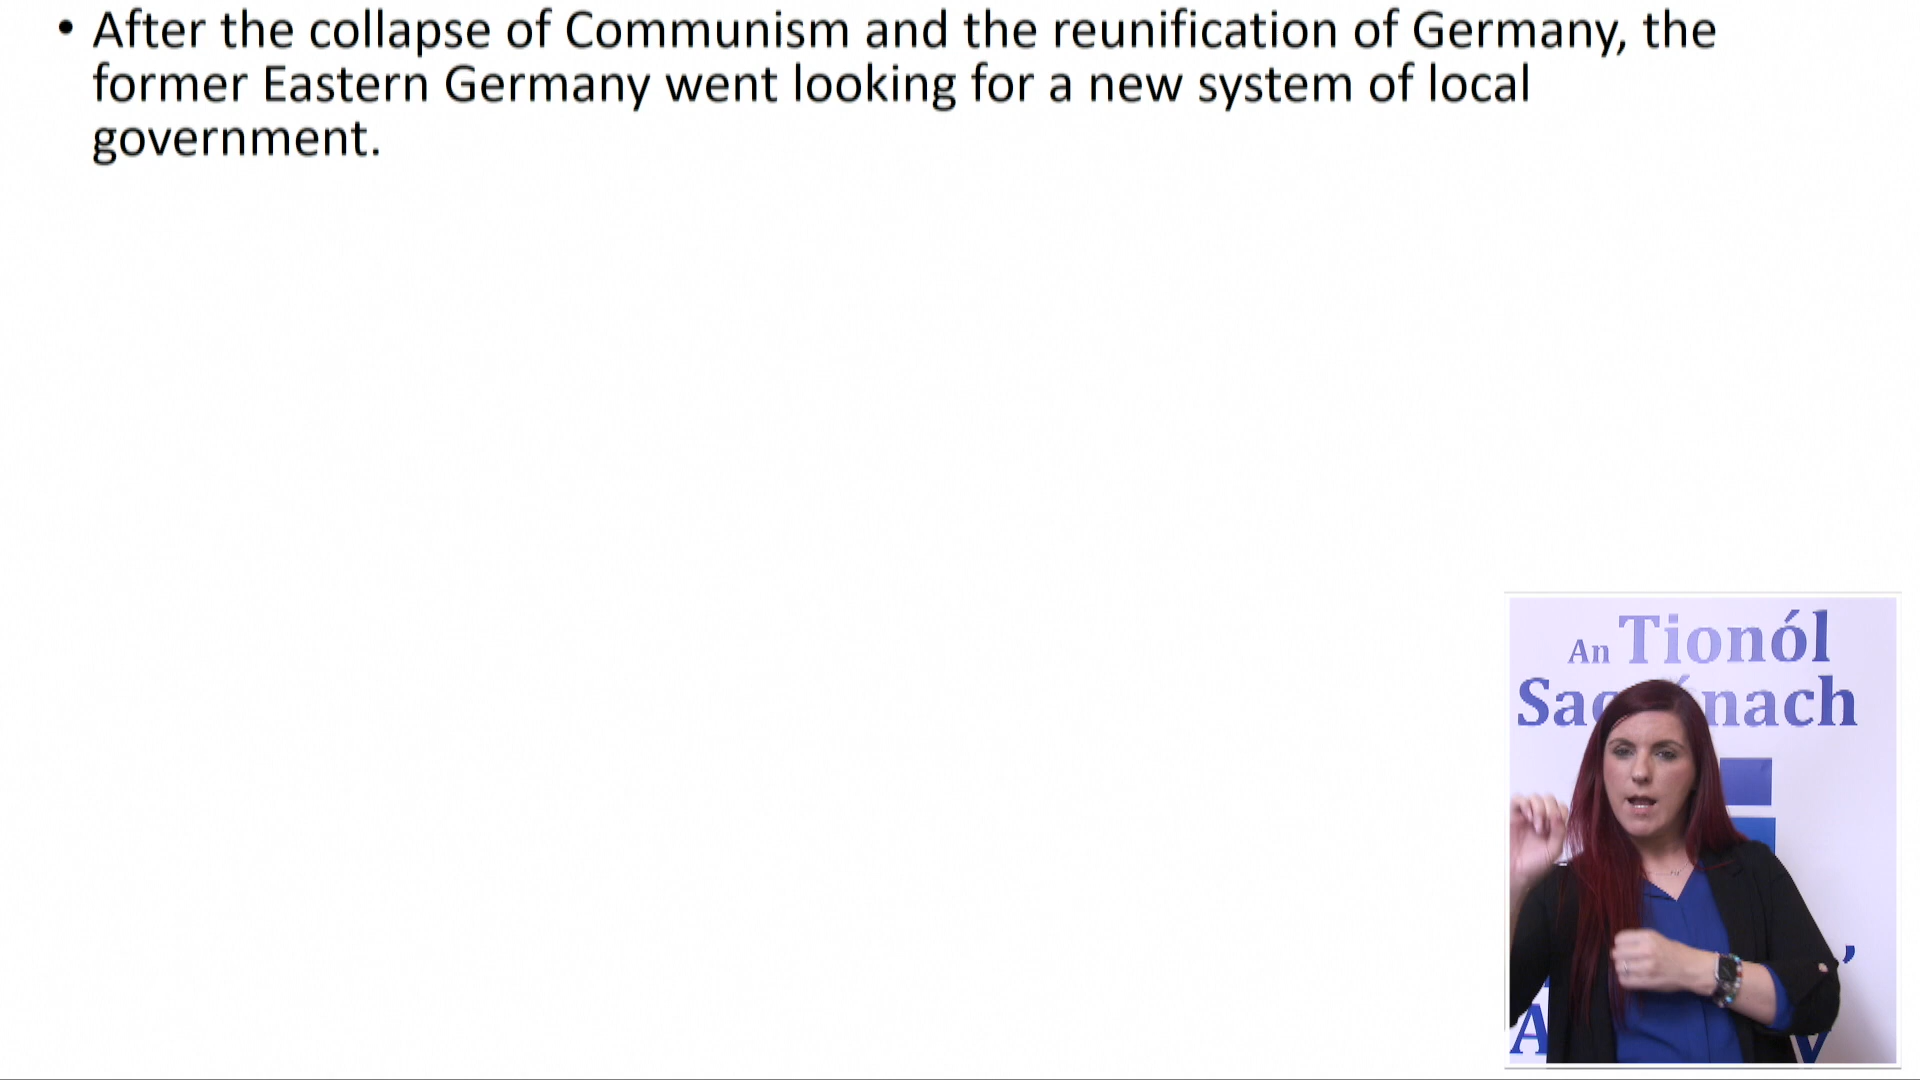 • After the collapse of Communism and the reunification of Germany, the
former Eastern Germany went looking for a new system of local
government.
An Tionól